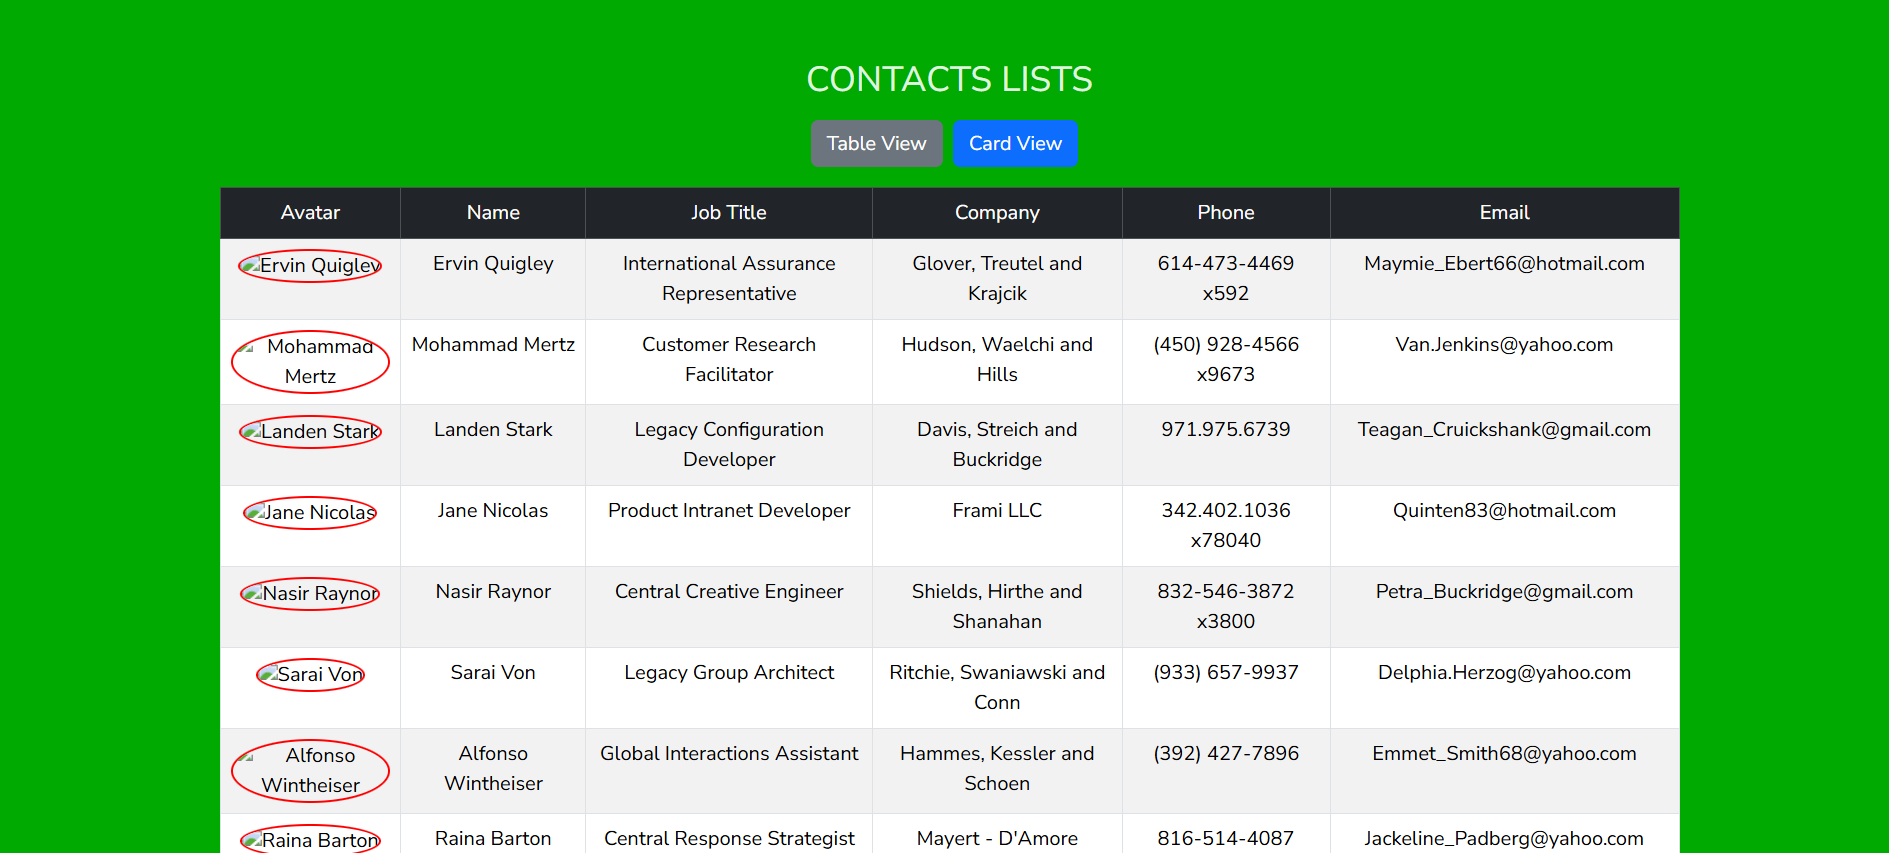 CONTACTS LISTS
Table View Card View
Avatar Name Job Title Company Phone Email
Ervin Quigley Ervin Quigley International Assurance Glover, Treutel and 614-473-4469 Maymie_Ebert66@hotmail.com
Representative Krajcik x592
Mohammad Mohammad Mertz Customer Research Hudson, Waelchi and (450) 928-4566 Van.Jenkins@yahoo.com
Mertz Facilitator Hills x9673
Landen Stark Landen Stark Legacy Configuration Davis, Streich and 971.975.6739 Teagan_Cruickshank@gmail.com
Developer Buckridge
Jane Nicolas Jane Nicolas Product Intranet Developer Frami LLC 342.402.1036 Quinten83@hotmail.com
x78040
Nasir Raynor Nasir Raynor Central Creative Engineer Shields, Hirthe and 832-546-3872 Petra_Buckridge@gmail.com
Shanahan x3800
Sarai Von Sarai Von Legacy Group Architect Ritchie, Swaniawski and (933) 657-9937 Delphia.Herzog@yahoo.com
Conn
Alfonso Alfonso Global Interactions Assistant Hammes, Kessler and (392) 427-7896 Emmet_Smith68@yahoo.com
Wintheiser Wintheiser Schoen
Raina Barton Raina Barton Central Response Strategist Mayert - D'Amore 816-514-4087 Jackeline_Padberg@yahoo.com